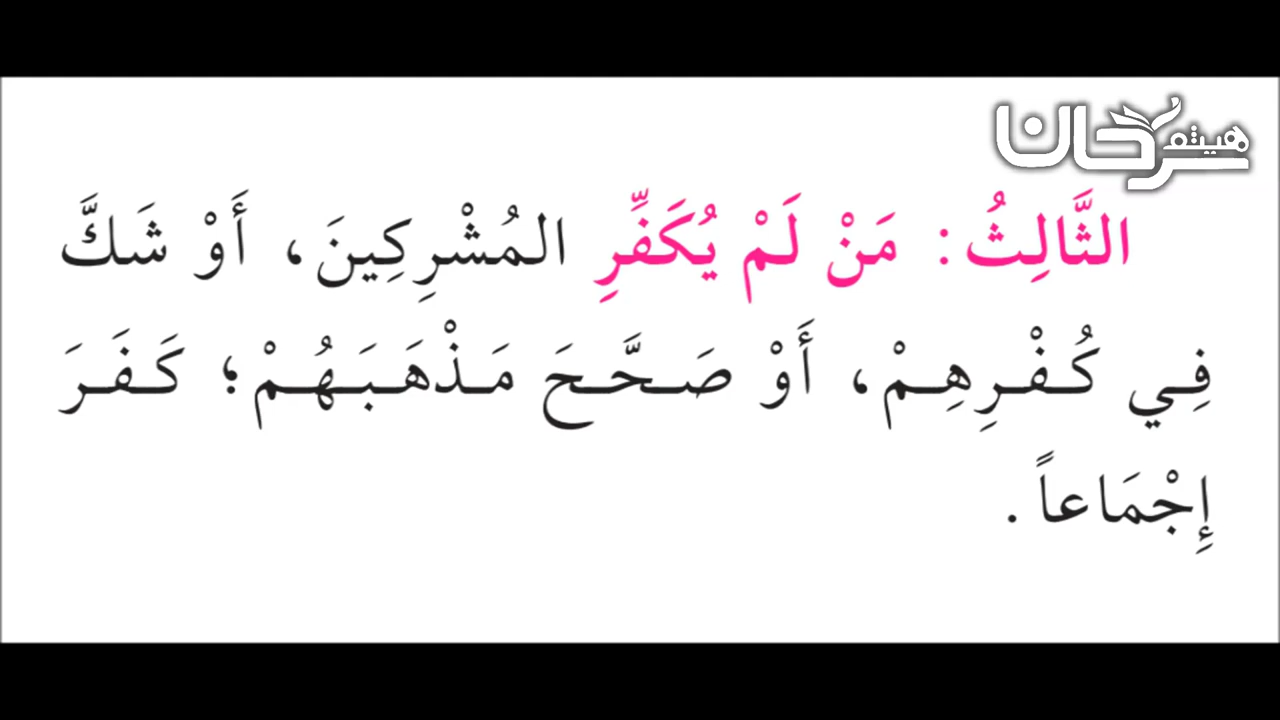 هيثم سرحان
الثَّالِثُ: مَنْ لَمْ يُكَفِّرِ المُشْرِكِينَ، أَوْ شَكَّ
فِي كُفْرِهِمْ، أَوْ صَحَّحَ مَذْهَبَهُمْ؛ كَفَرَ
إِجْمَاعاً.